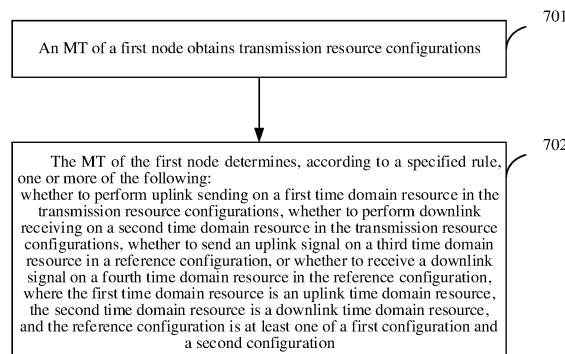 701
An MT of a first node obtains transmission resource configurations
702
The MT of the first node determines, according to a specified rule,
one or more of the following:
whether to perform uplink sending on a first time domain resource in the
transmission resource configurations, whether to perform downlink
receiving on a second time domain resource in the transmission resource
configurations, whether to send an uplink signal on a third time domain
resource in a reference configuration, or whether to receive a downlink
signal on a fourth time domain resource in the reference configuration,
where the first time domain resource is an uplink time domain resource,
the second time domain resource is a downlink time domain resource,
and the reference configuration is at least one of a first configuration and
a second configuration